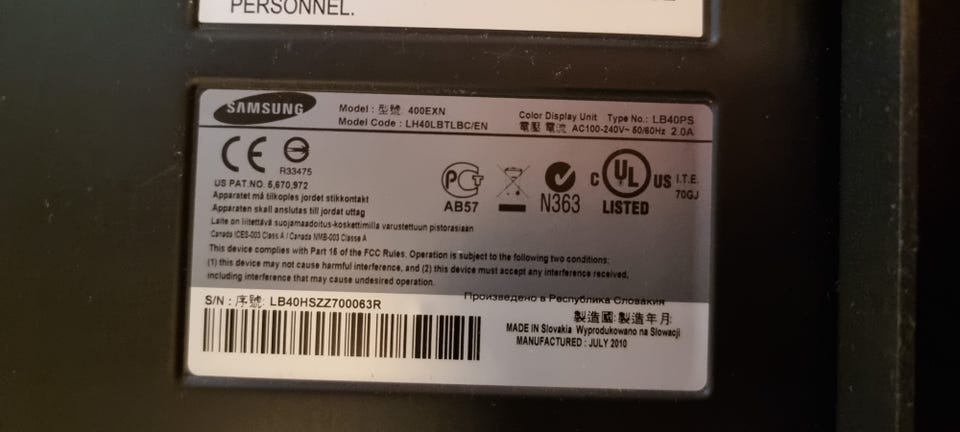 PERSONNEL.
SAMSUNG
Model : 型號 400EXN
Model Code : LH40LBTLBC/EN
Color Display Unit Type No.: LB40PS
電壓 電流 AC100-240V~ 50/60Hz 2.0A
CE
R33475
US PAT.NO. 5,670,972
Apparatet må tilkoples jordet stikkontakt
Apparaten skall anslutas till jordat uttag
Laite on liitettävä suojamaadoitus-koskettimilla varustettuun pistorasiaan
Canada ICES-003 Class A / Canada NMB-003 Classe A
PCT
AB57
N363
C UL US
LISTED
I.T.E.
70GJ
This device complies with Part 15 of the FCC Rules. Operation is subject to the following two conditions:
(1) this device may not cause harmful interference, and (2) this device must accept any interference received,
including interference that may cause undesired operation.
S/N : 序號: LB40HSZZ700063R
Произведено в Республика Словакия
製造國:製造年月:
MADE IN Slovakia Wyprodukowano na Slowacji
MANUFACTURED : JULY 2010